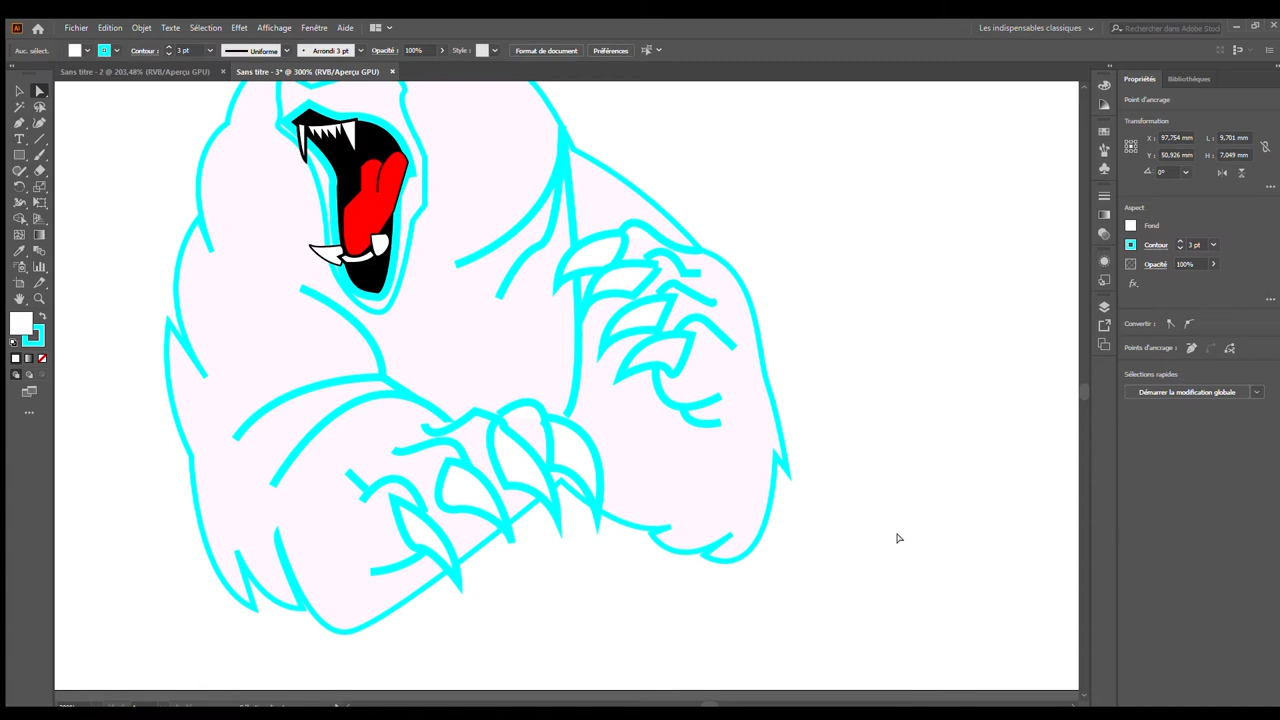 Ai Fichier Edition Objet Texte Sélection Effet Affichage Fenêtre Aide Les indispensables classiques Rechercher dans Adobe Stock
Auc. sélect. Contour : 3 pt Uniforme Arrondi 3 pt Opacité : 100% Style : Format de document Préférences
Sans titre - 2 @ 203,48% (RVB/Aperçu GPU) × Sans titre - 3* @ 300% (RVB/Aperçu GPU) ×
Propriétés Bibliothèques
Point d'ancrage
Transformation
X : 97,754 mm L : 9,701 mm
Y : 50,926 mm H : 7,049 mm
0°
Aspect
Fond
Contour 3 pt
Opacité 100%
fx.
Convertir :
Points d'ancrage :
Sélections rapides
Démarrer la modification globale